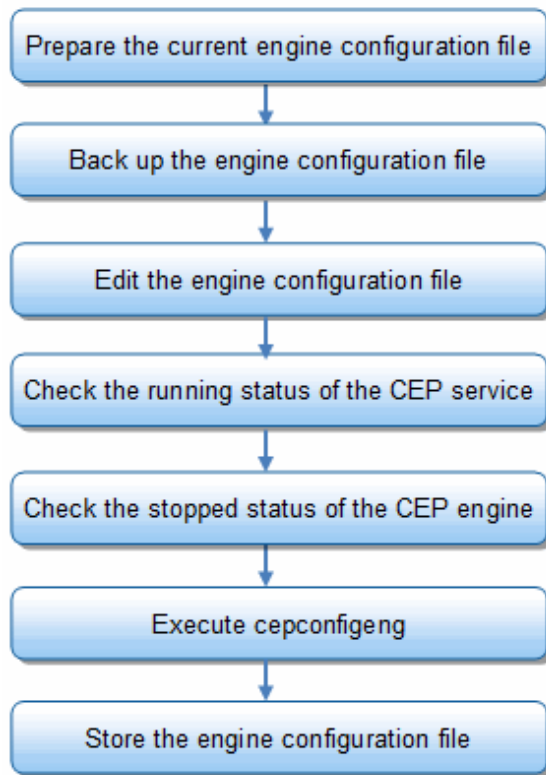 Prepare the current engine configuration file
Back up the engine configuration file
Edit the engine configuration file
Check the running status of the CEP service
Check the stopped status of the CEP engine
Execute cepconfigeng
Store the engine configuration file